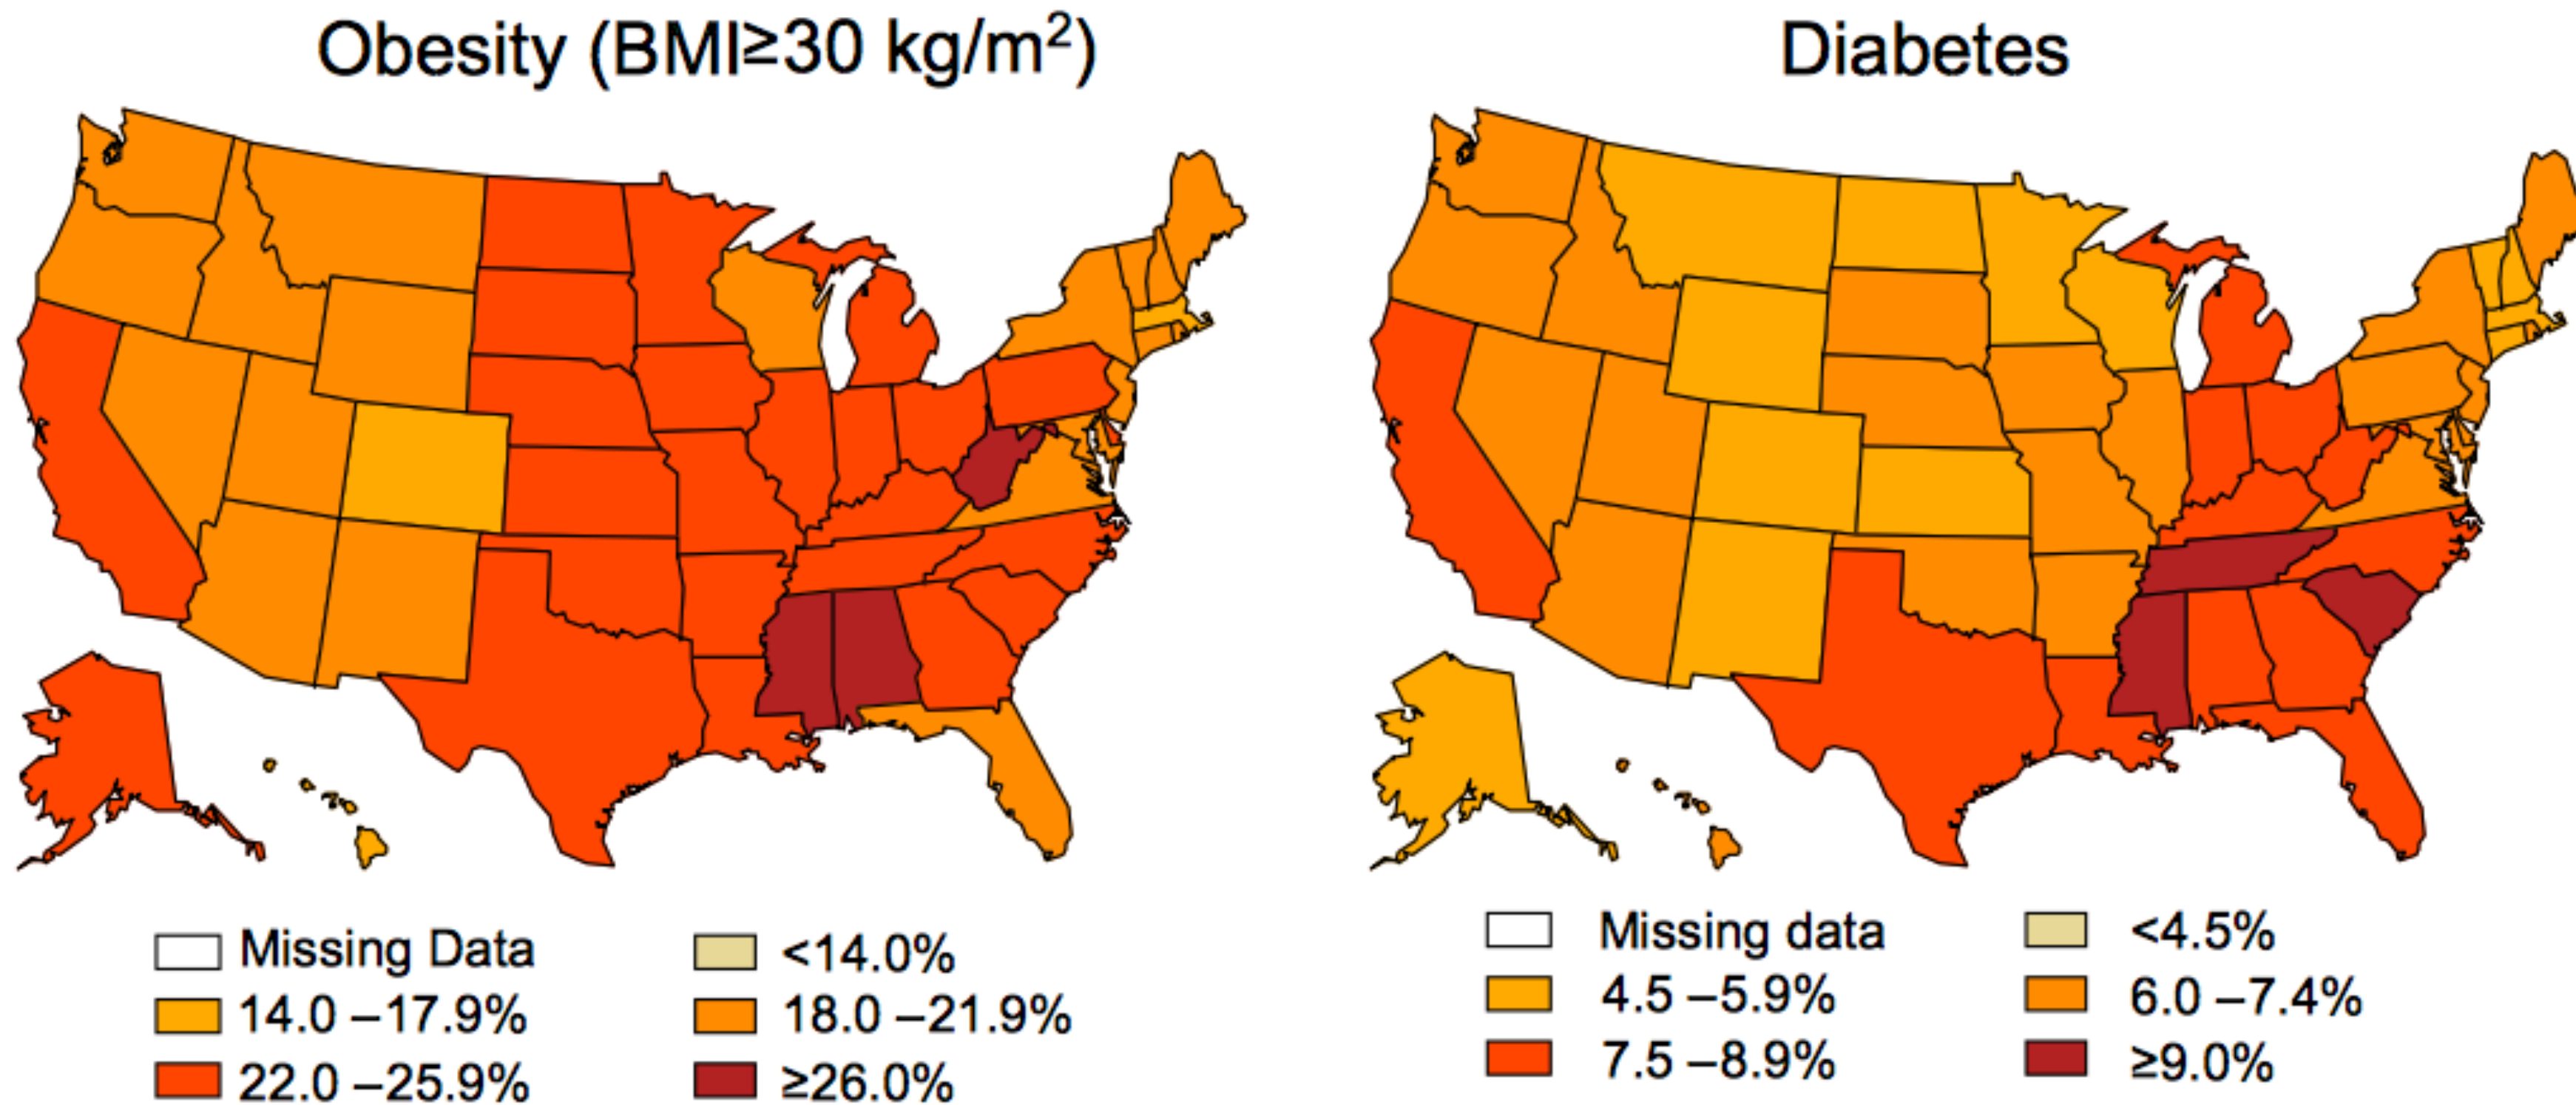 Obesity (BMI≥30 kg/m²)
Diabetes
Missing Data
<14.0%
14.0 –17.9%
18.0 –21.9%
22.0 –25.9%
≥26.0%
Missing data
<4.5%
4.5 –5.9%
6.0 –7.4%
7.5 –8.9%
≥9.0%